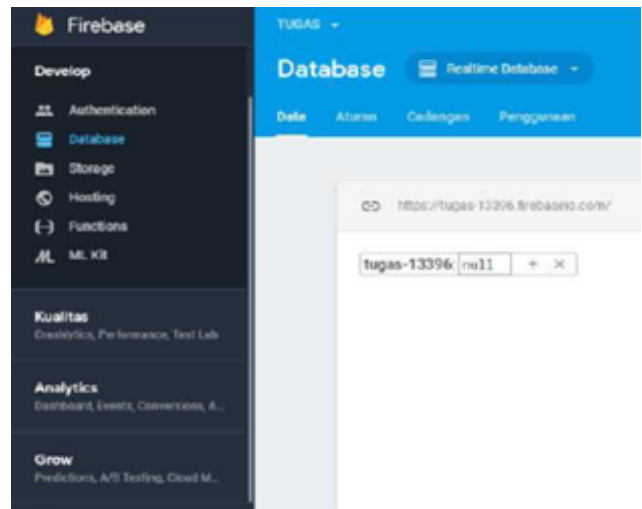 Firebase
Develop
Authentication
Database
Storage
Hosting
Functions
ML Kit
Kualitas
Crashlytics, Performance, Test Lab
Analytics
Dashboard, Events, Conversions, A...
Grow
Predictions, A/B Testing, Cloud M...
TUGAS
Database Realtime Database
Data Aturan Cadangan Penggunaan
https://tugas-13396.firebaseio.com/
tugas-13396: null + ×